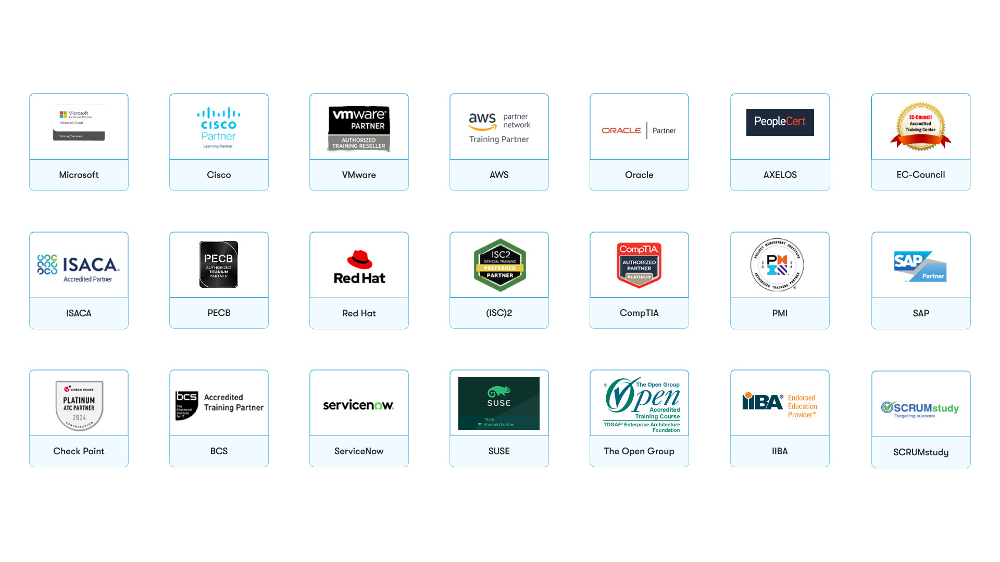 Microsoft
Solutions Partner
Microsoft Cloud
Training Services
Microsoft
CISCO
Partner
Learning Partner
Cisco
vmware®
PARTNER
AUTHORIZED
TRAINING RESELLER
VMware
aws partner
network
Training Partner
AWS
ORACLE | Partner
Oracle
PeopleCert
AXELOS
EC-Council
Accredited
Training Center
EC-Council
ISACA®
Accredited Partner
ISACA
PECB
AUTHORIZED
TITANIUM
PARTNER
PECB
Red Hat
Red Hat
ISC2
OFFICIAL TRAINING
PREFERRED
PARTNER
(ISC)2
CompTIA
AUTHORIZED
PARTNER
PLATINUM
CompTIA
PROJECT MANAGEMENT INSTITUTE
20 24
AUTHORIZED TRAINING PARTNER
®
PMI
SAP
Partner
SAP
CHECK POINT
PLATINUM
ATC PARTNER
2024
CONTRIBUTION
Check Point
bcs
The
Chartered
Institute
for IT
Accredited
Training Partner
BCS
servicenow.
ServiceNow
SUSE
TRAIN
Emerald Partner
SUSE
® The Open Group
Open
Accredited
Training Course
TOGAF® Enterprise Architecture
Foundation
The Open Group
IIBA®
Endorsed
Education
Provider™
IIBA
SCRUMstudy
Targeting success
SCRUMstudy